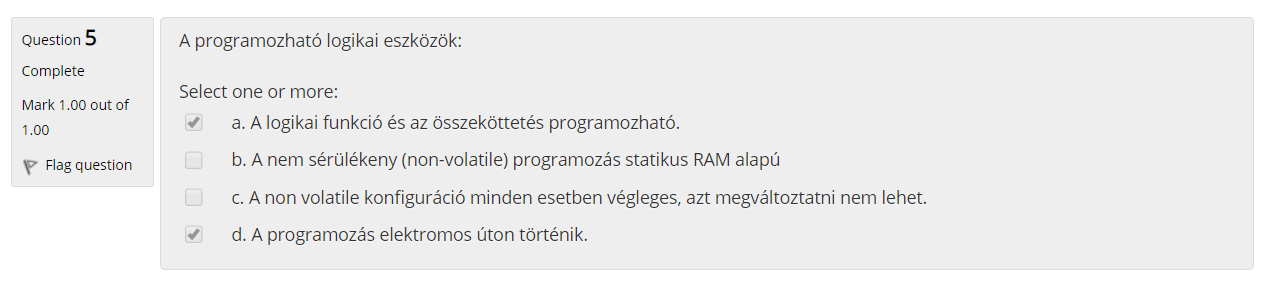 Question 5
Complete
Mark 1.00 out of
1.00
Flag question
A programozható logikai eszközök:
Select one or more:
a. A logikai funkció és az összeköttetés programozható.
b. A nem sérülékeny (non-volatile) programozás statikus RAM alapú
c. A non volatile konfiguráció minden esetben végleges, azt megváltoztatni nem lehet.
d. A programozás elektromos úton történik.